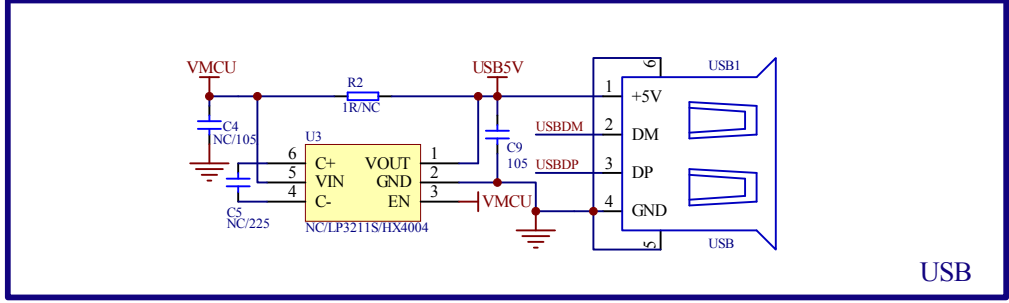 VMCU
R2
1R/NC
USB5V
USB1
6
C4
NC/105
U3
6
C+
VOUT
1
5
VIN
GND
2
4
C-
EN
3
VMCU
C5
NC/225
NC/LP3211S/HX4004
C9
105
1
+5V
USBDM
2
DM
USBDP
3
DP
4
GND
5
USB
USB